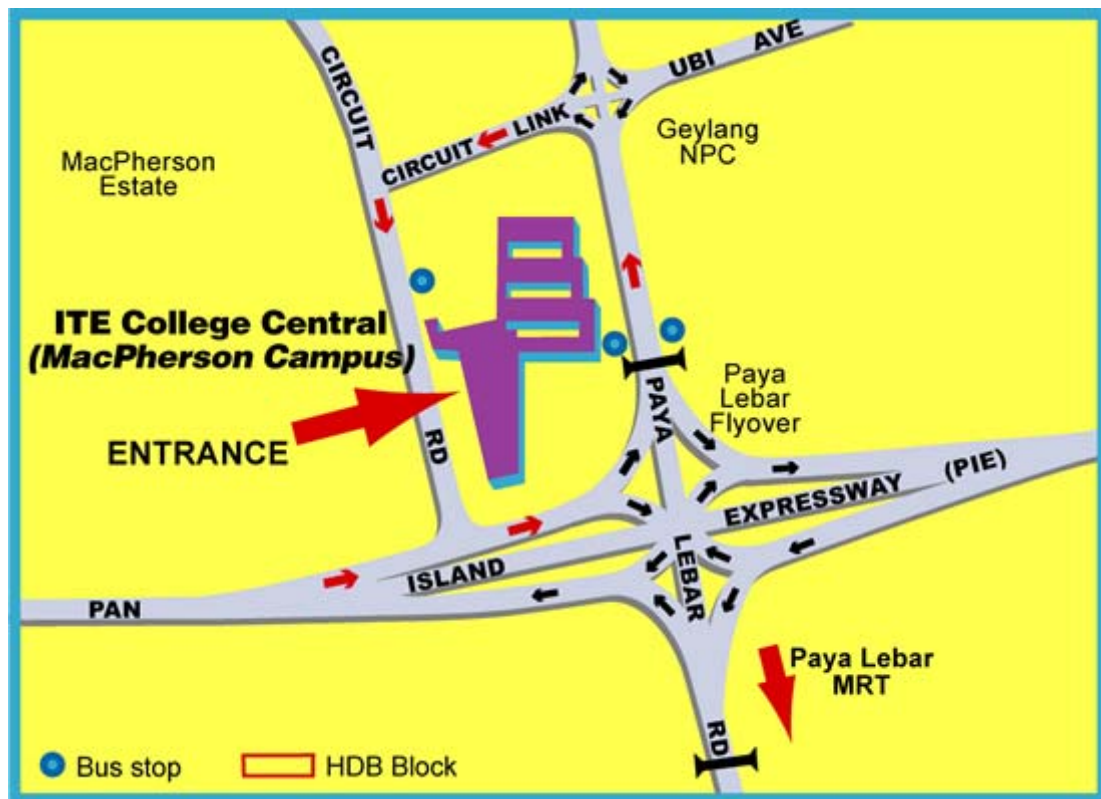 CIRCUIT
UBI AVE
LINK
CIRCUIT
Geylang
NPC
MacPherson
Estate
ITE College Central
(MacPherson Campus)
ENTRANCE
RD
PAYA
Paya
Lebar
Flyover
EXPRESSWAY (PIE)
ISLAND
LEBAR
PAN
Paya Lebar
MRT
RD
Bus stop
HDB Block